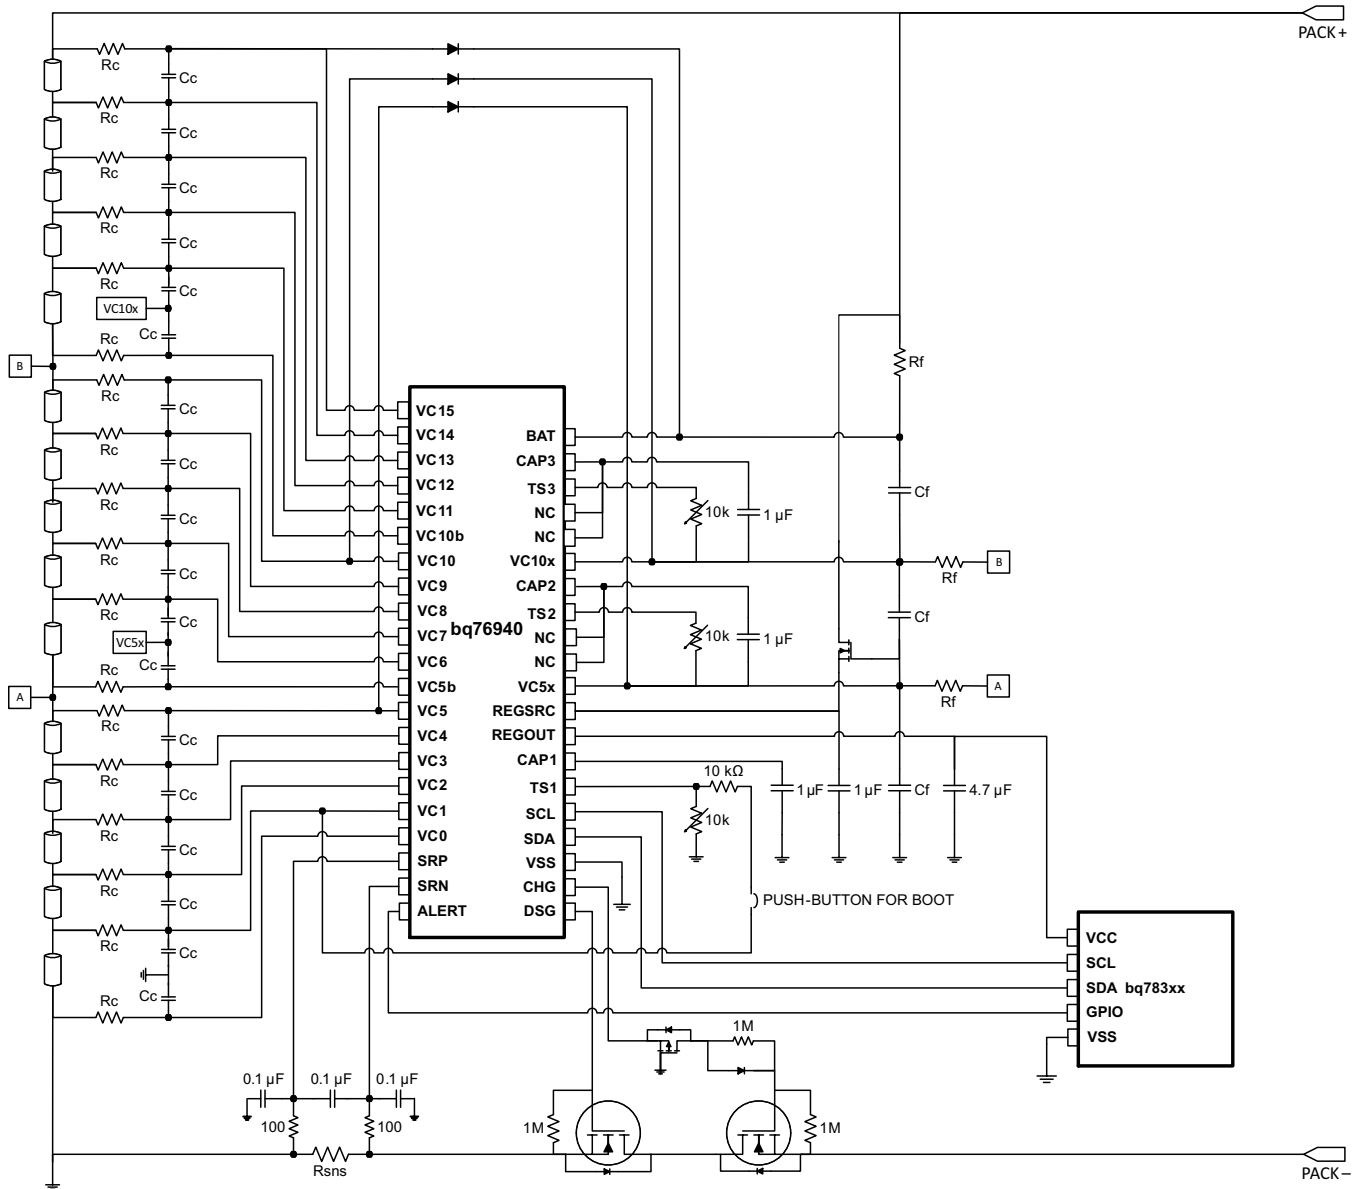 PACK+
Rc
Cc
Rc
Cc
Rc
Cc
Rc
Cc
Rc
Cc
VC10x
Cc
Rc
B
Rc
Cc
Rc
Cc
Rc
Cc
Rc
Cc
Rc
Cc
VC5x
Cc
Rc
A
Rc
Cc
Rc
Cc
Rc
Cc
Rc
Cc
Rc
Cc
Cc
Rc
VC15
VC14
VC13
VC12
VC11
VC10b
VC10
VC9
VC8
VC7
VC6
VC5b
VC5
VC4
VC3
VC2
VC1
VC0
SRP
SRN
ALERT
bq76940
BAT
CAP3
TS3
NC
NC
VC10x
CAP2
TS2
NC
NC
VC5x
REGSRC
REGOUT
CAP1
TS1
SCL
SDA
VSS
CHG
DSG
10k
1 µF
10k
1 µF
10 kΩ
10k
1 µF
1 µF
Cf
4.7 µF
Rf
Cf
Rf
B
Cf
Rf
A
PUSH-BUTTON FOR BOOT
VCC
SCL
SDA bq783xx
GPIO
VSS
1M
0.1 µF
0.1 µF
0.1 µF
100
100
Rsns
1M
1M
PACK–